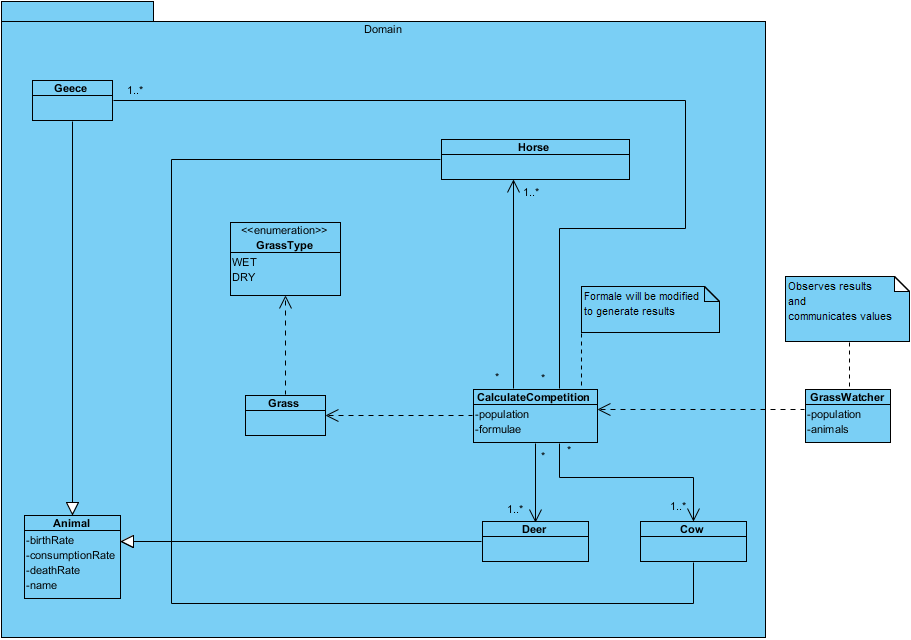 Domain
Geece
1..*
Horse
1..*
<<enumeration>>
GrassType
WET
DRY
Formale will be modified
to generate results
Observes results
and
communicates values
*
*
Grass
CalculateCompetition
-population
-formulae
GrassWatcher
-population
-animals
*
*
1..*
1..*
Animal
-birthRate
-consumptionRate
-deathRate
-name
Deer
Cow